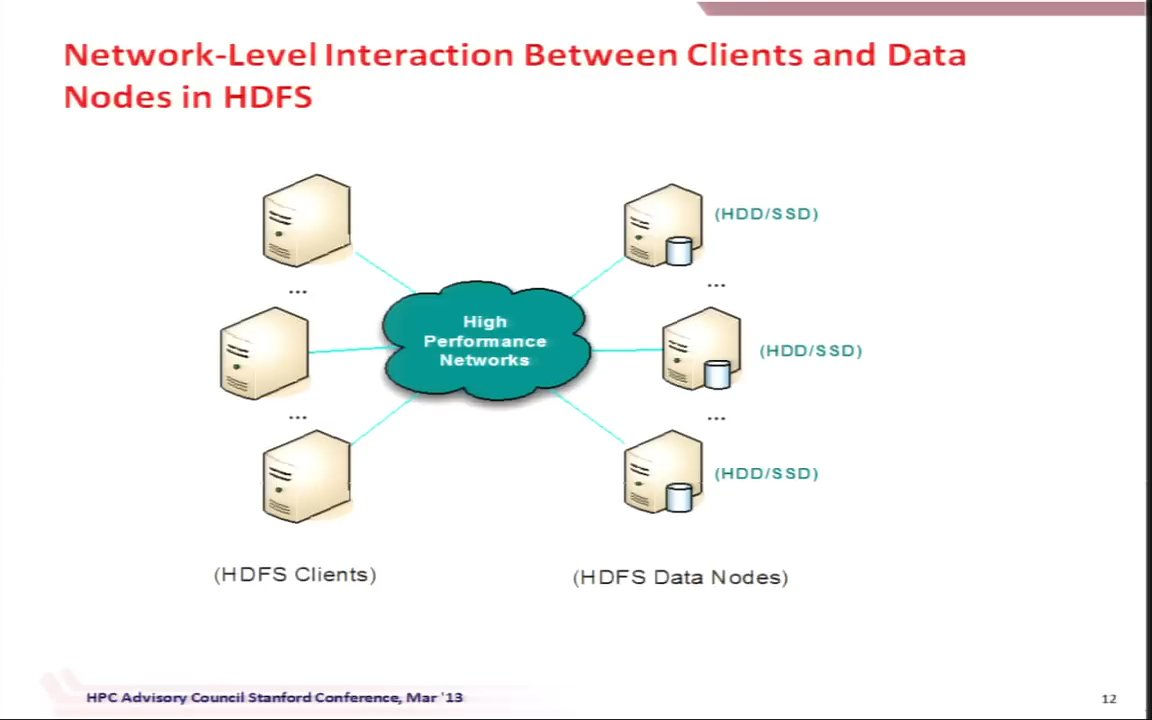 Network-Level Interaction Between Clients and Data
Nodes in HDFS
(HDD/SSD)
...
...
High
Performance
Networks
(HDD/SSD)
...
...
(HDD/SSD)
(HDFS Clients)
(HDFS Data Nodes)
HPC Advisory Council Stanford Conference, Mar '13
12